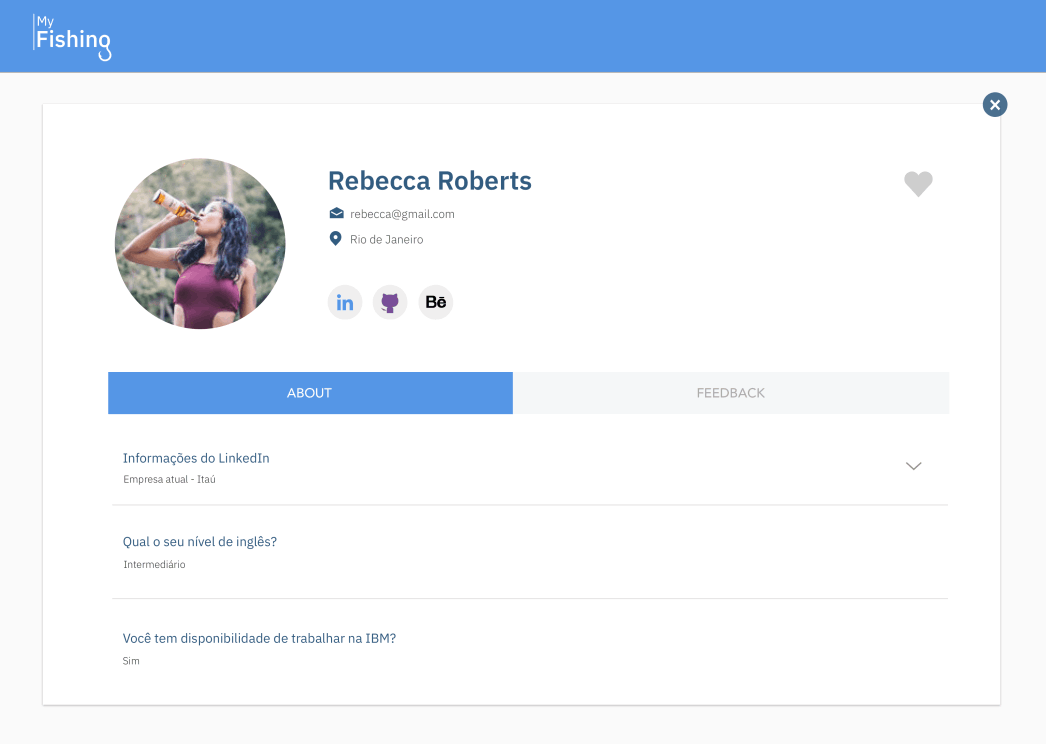 My
Fishing
Rebecca Roberts
rebecca@gmail.com
Rio de Janeiro
in
Bē
ABOUT
FEEDBACK
Informações do LinkedIn
Empresa atual - Itaú
Qual o seu nível de inglês?
Intermediário
Você tem disponibilidade de trabalhar na IBM?
Sim